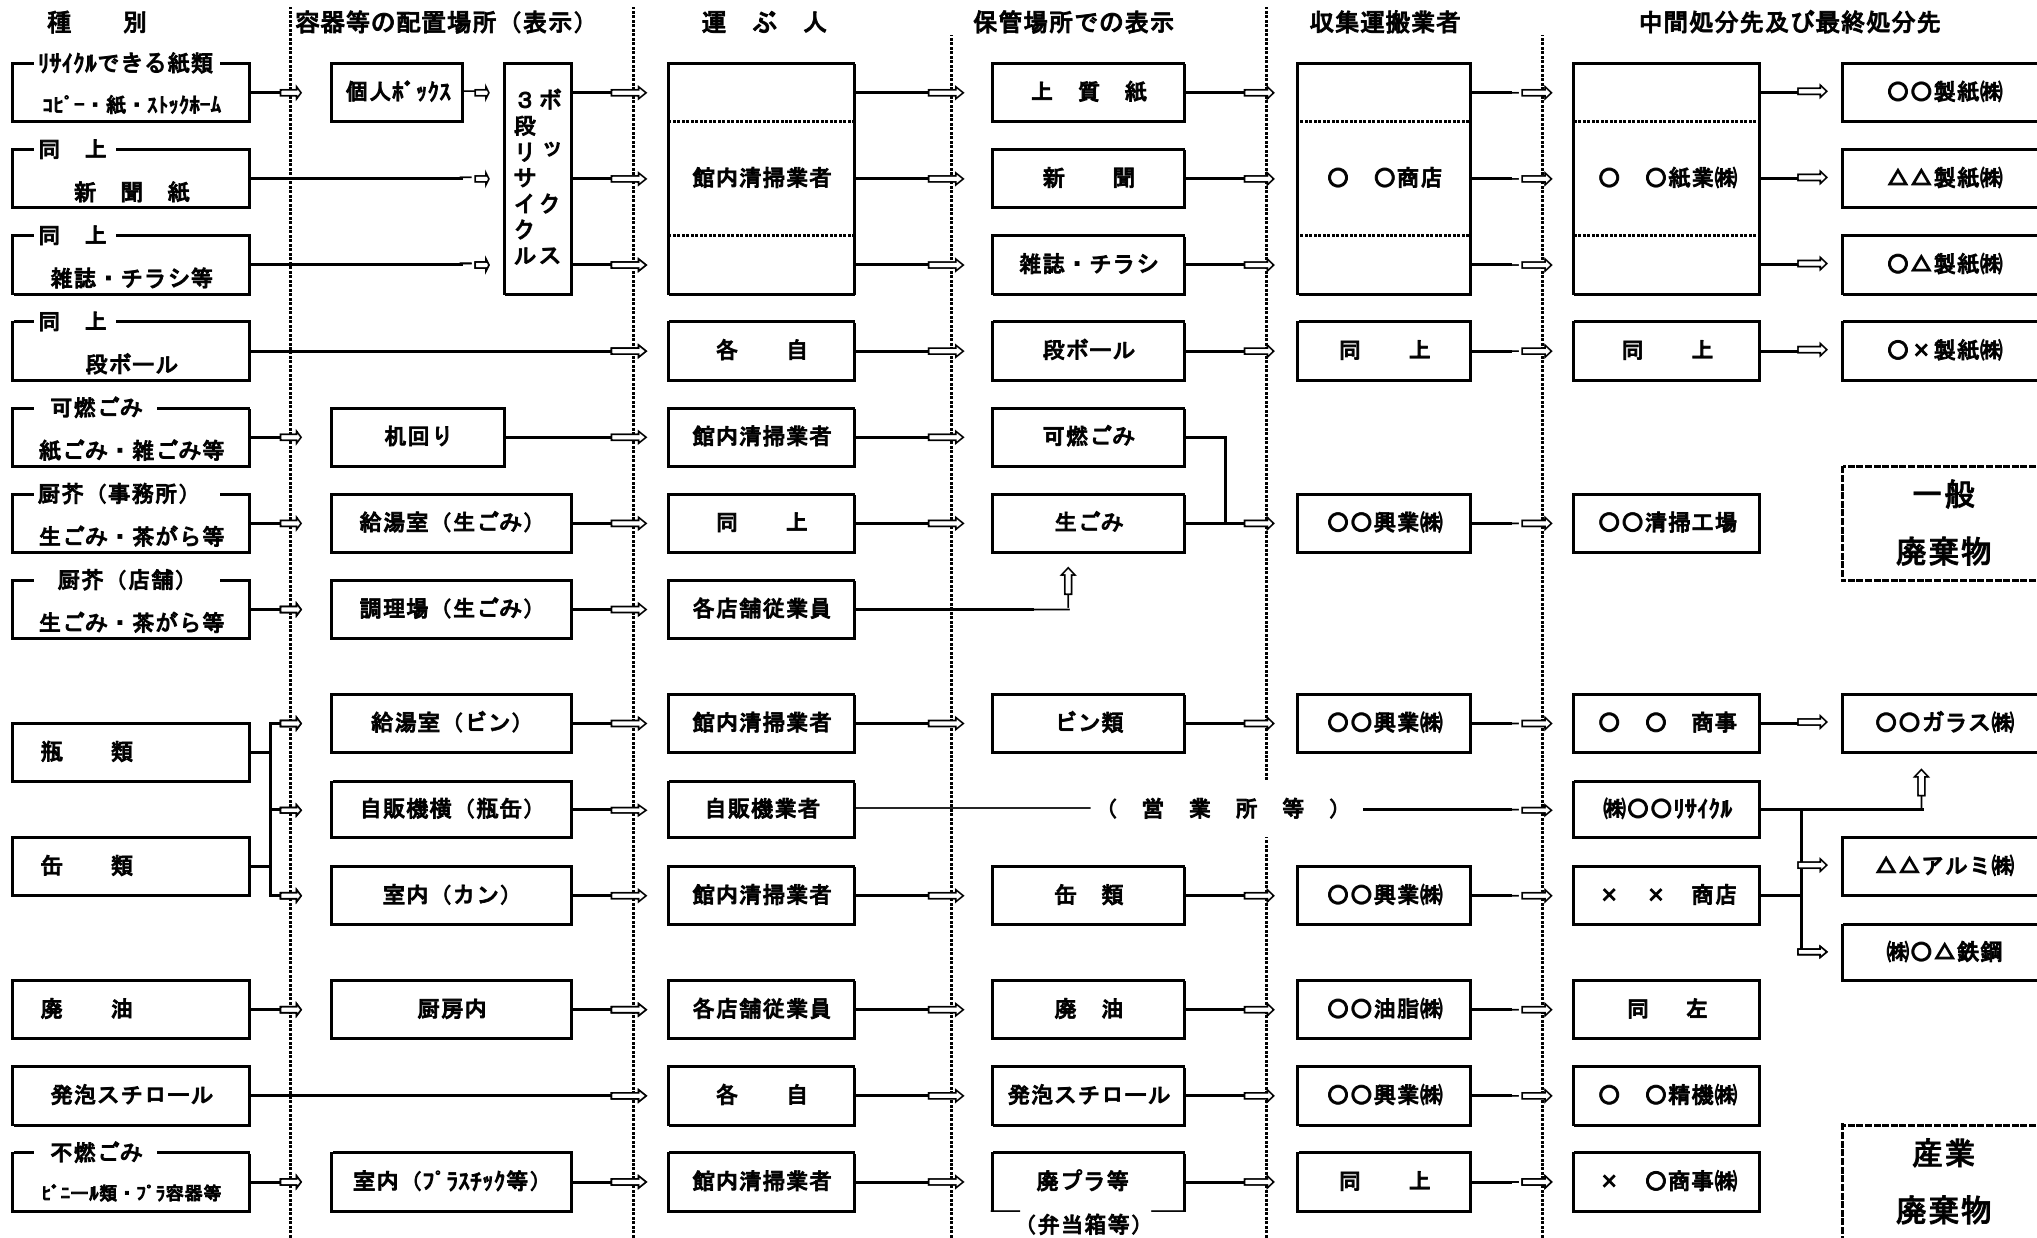 種 別
容器等の配置場所（表示）
運 ぶ 人
保管場所での表示
収集運搬業者
中間処分先及び最終処分先
ﾘｻｲｸﾙできる紙類
ｺﾋﾟｰ・紙・ｽﾄｯｸﾎｰﾑ
個人ﾎﾞｯｸｽ
３段リサイクル
ボックス
上 質 紙
○○製紙㈱
同 上
新 聞 紙
館内清掃業者
新 聞
○ ○商店
○ ○紙業㈱
△△製紙㈱
同 上
雑誌・チラシ等
雑誌・チラシ
○△製紙㈱
同 上
段ボール
各 自
段ボール
同 上
同 上
○×製紙㈱
可燃ごみ
紙ごみ・雑ごみ等
机回り
館内清掃業者
可燃ごみ
厨芥（事務所）
生ごみ・茶がら等
給湯室（生ごみ）
同 上
生ごみ
○○興業㈱
○○清掃工場
一般
廃棄物
厨芥（店舗）
生ごみ・茶がら等
調理場（生ごみ）
各店舗従業員
瓶 類
給湯室（ビン）
館内清掃業者
ビン類
○○興業㈱
○ ○ 商事
○○ガラス㈱
自販機横（瓶缶）
自販機業者
（ 営 業 所 等 ）
㈱○○ﾘｻｲｸﾙ
缶 類
室内（カン）
館内清掃業者
缶 類
○○興業㈱
× × 商店
△△アルミ㈱
㈱○△鉄鋼
廃 油
厨房内
各店舗従業員
廃 油
○○油脂㈱
同 左
発泡スチロール
各 自
発泡スチロール
○○興業㈱
○ ○精機㈱
不燃ごみ
ﾋﾞﾆｰﾙ類・ﾌﾟﾗ容器等
室内（ﾌﾟﾗｽﾁｯｸ等）
館内清掃業者
廃プラ等
（弁当箱等）
同 上
× ○商事㈱
産業
廃棄物